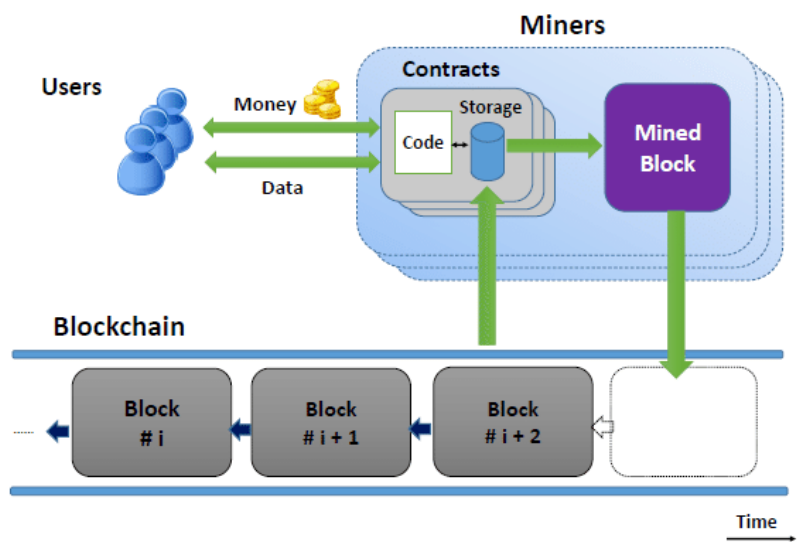 Miners
Users
Contracts
Money
Storage
Code
Mined
Block
Data
Blockchain
Block
# i
Block
# i + 1
Block
# i + 2
Time